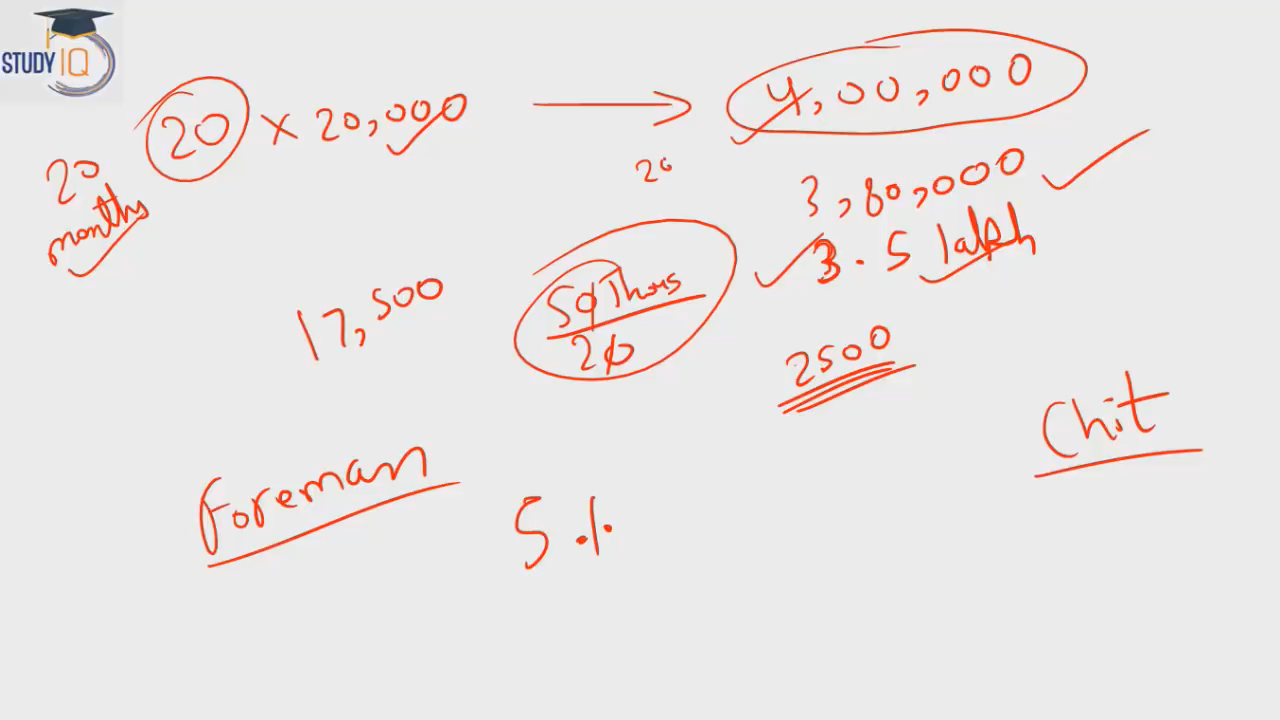 STUDY IQ
20 × 20,000 → 4,00,000
20 months
20
3,80,000
3.5 lakh
17,500
50 Thous
20
2500
Chit
Foreman
5 %